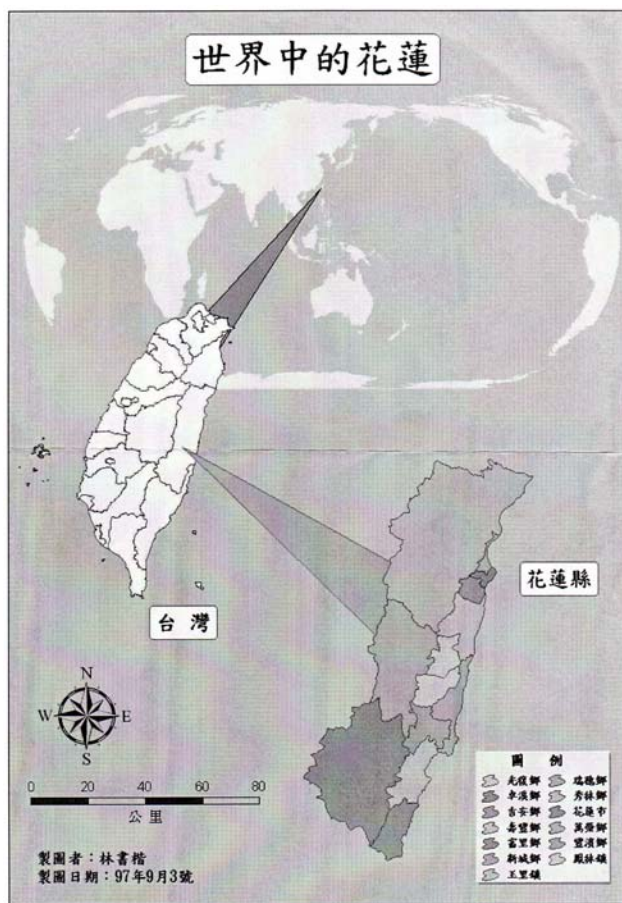 世界中的花蓮
花蓮縣
台灣
N
W E
S
0 20 40 60 80
公里
圖 例
光復鄉 瑞穗鄉
卓溪鄉 秀林鄉
吉安鄉 花蓮市
壽豐鄉 萬榮鄉
富里鄉 豐濱鄉
新城鄉 鳳林鎮
玉里鎮
製圖者：林書楷
製圖日期：97年9月3號